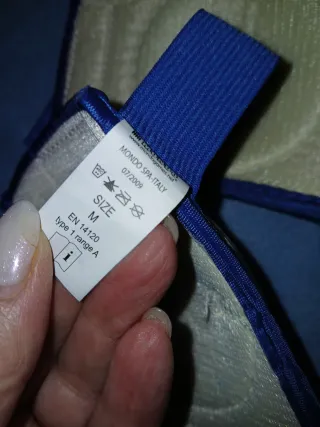 MONDO SPA ITALY
07/2009
SIZE
M
EN 14120
type 1 range A
i